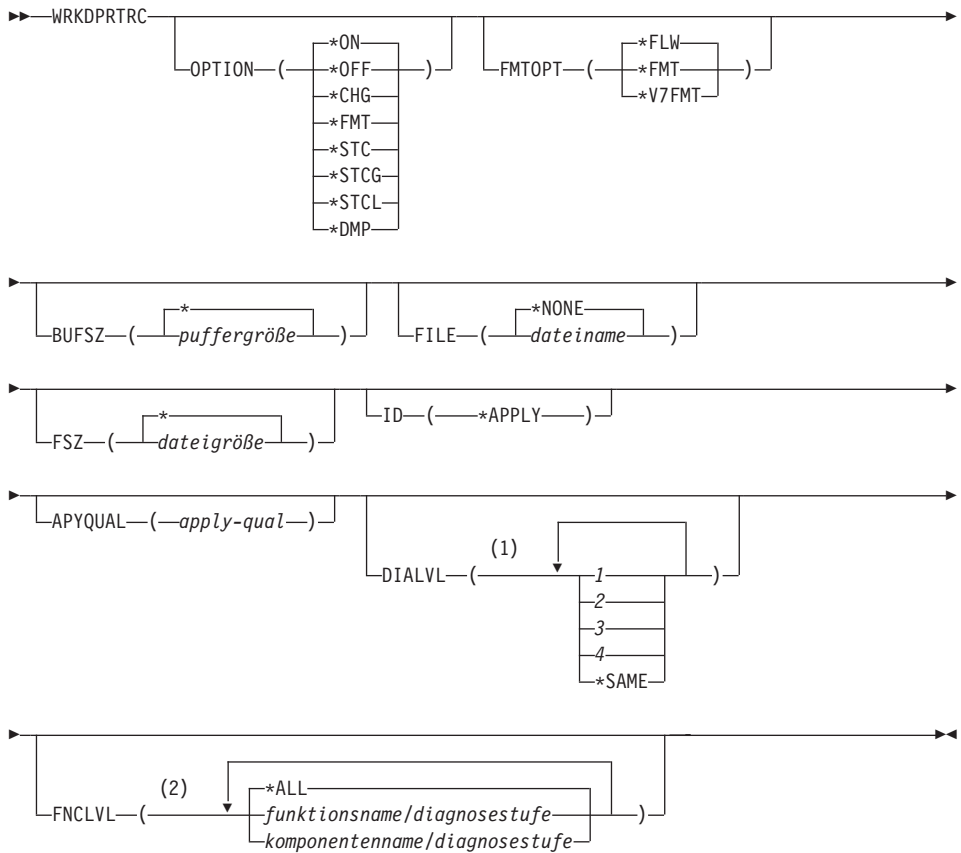 WRKDPRTRC
OPTION ( *ON )
*OFF
*CHG
*FMT
*STC
*STCG
*STCL
*DMP
FMTOPT ( *FLW )
*FMT
*V7FMT
BUFSZ ( * )
puffergröße
FILE ( *NONE )
dateiname
FSZ ( * )
dateigröße
ID ( *APPLY )
APYQUAL ( apply-qual )
DIALVL ( (1) 1 )
2
3
4
*SAME
FNCLVL ( (2) *ALL )
funktionsname/diagnosestufe
komponentenname/diagnosestufe